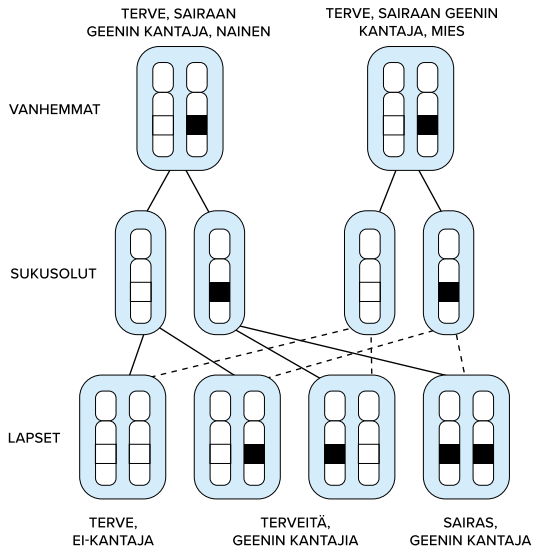 TERVE, SAIRAAN
GEENIN KANTAJA, NAINEN
TERVE, SAIRAAN GEENIN
KANTAJA, MIES
VANHEMMAT
SUKUSOLUT
LAPSET
TERVE,
EI-KANTAJA
TERVEITÄ,
GEENIN KANTAJIA
SAIRAS,
GEENIN KANTAJA